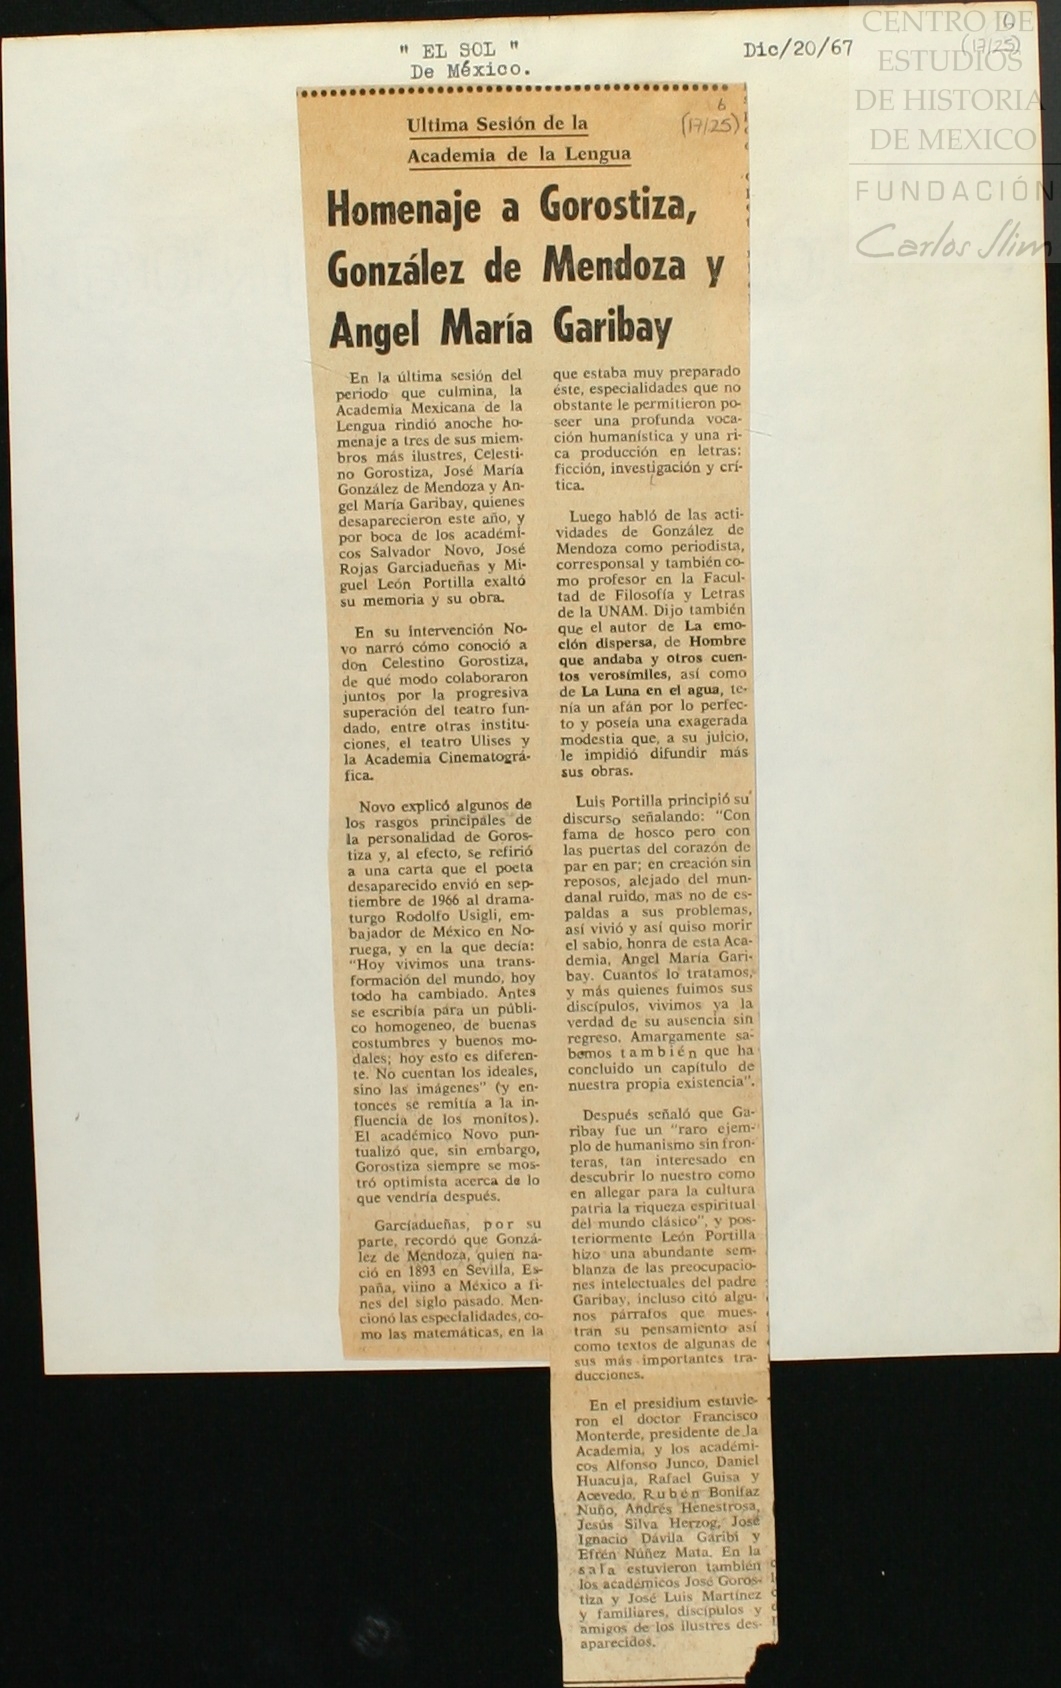 " EL SOL "
De México.
Dic/20/67
6
(17/25)
CENTRO DE
ESTUDIOS
DE HISTORIA
DE MEXICO
FUNDACIÓN
Carlos Slim
6
(17/25)
Ultima Sesión de la
Academia de la Lengua
Homenaje a Gorostiza,
González de Mendoza y
Angel María Garibay
En la última sesión del
periodo que culmina, la
Academia Mexicana de la
Lengua rindió anoche ho-
menaje a tres de sus miem-
bros más ilustres, Celesti-
no Gorostiza, José María
González de Mendoza y An-
gel María Garibay, quienes
desaparecieron este año, y
por boca de los académi-
cos Salvador Novo, José
Rojas Garciadueñas y Mi-
guel León Portilla exaltó
su memoria y su obra.
En su intervención No-
vo narró cómo conoció a
don Celestino Gorostiza,
de qué modo colaboraron
juntos por la progresiva
superación del teatro fun-
dado, entre otras institu-
ciones, el teatro Ulises y
la Academia Cinematográ-
fica.
Novo explicó algunos de
los rasgos principales de
la personalidad de Goros-
tiza y, al efecto, se refirió
a una carta que el poeta
desaparecido envió en sep-
tiembre de 1966 al drama-
turgo Rodolfo Usigli, em-
bajador de México en No-
ruega, y en la que decía:
"Hoy vivimos una trans-
formación del mundo, hoy
todo ha cambiado. Antes
se escribía para un públi-
co homogeneo, de buenas
costumbres y buenos mo-
dales; hoy esto es diferen-
te. No cuentan los ideales,
sino las imágenes" (y en-
tonces se remitía a la in-
fluencia de los monitos).
El académico Novo pun-
tualizó que, sin embargo,
Gorostiza siempre se mos-
tró optimista acerca de lo
que vendría después.
Garciadueñas, por su
parte, recordó que Gonzá-
lez de Mendoza, quien na-
ció en 1893 en Sevilla, Es-
paña, viino a México a fi-
nes del siglo pasado. Men-
cionó las especialidades, co-
mo las matemáticas, en la
que estaba muy preparado
éste, especialidades que no
obstante le permitieron po-
seer una profunda voca-
ción humanística y una ri-
ca producción en letras:
ficción, investigación y crí-
tica.
Luego habló de las acti-
vidades de González de
Mendoza como periodista,
corresponsal y también co-
mo profesor en la Facul-
tad de Filosofía y Letras
de la UNAM. Dijo también
que el autor de La emo-
ción dispersa, de Hombre
que andaba y otros cuen-
tos verosímiles, así como
de La Luna en el agua, te-
nía un afán por lo perfec-
to y poseía una exagerada
modestia que, a su juicio,
le impidió difundir más
sus obras.
Luis Portilla principió su
discurso señalando: "Con
fama de hosco pero con
las puertas del corazón de
par en par; en creación sin
reposos, alejado del mun-
danal ruido, mas no de es-
paldas a sus problemas,
así vivió y así quiso morir
el sabio, honra de esta Aca-
demia, Angel María Gari-
bay. Cuantos lo tratamos,
y más quienes fuimos sus
discípulos, vivimos ya la
verdad de su ausencia sin
regreso. Amargamente sa-
bemos también que ha
concluido un capítulo de
nuestra propia existencia".
Después señaló que Ga-
ribay fue un "raro ejem-
plo de humanismo sin fron-
teras, tan interesado en
descubrir lo nuestro como
en allegar para la cultura
patria la riqueza espiritual
del mundo clásico", y pos-
teriormente León Portilla
hizo una abundante sem-
blanza de las preocupacio-
nes intelectuales del padre
Garibay, incluso citó algu-
nos párrafos que mues-
tran su pensamiento así
como textos de algunas de
sus más importantes tra-
ducciones.
En el presidium estuvie-
ron el doctor Francisco
Monterde, presidente de la
Academia, y los académi-
cos Alfonso Junco, Daniel
Huacuja, Rafael Guisa y
Acevedo, Rubén Bonifaz
Nuño, Andrés Henestrosa,
Jesús Silva Herzog, José
Ignacio Dávila Garibi y
Efrén Núñez Mata. En la
sala estuvieron también
los académicos José Goros-
tiza y José Luis Martínez
y familiares, discípulos y
amigos de los ilustres des-
aparecidos.